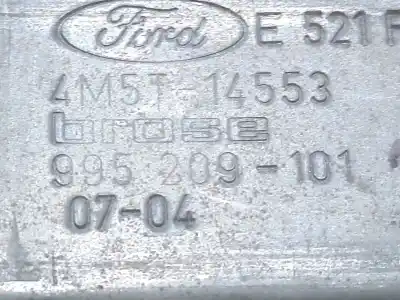 Ford E 521 F
4M5T-14553
brose
995 209-101
07-04